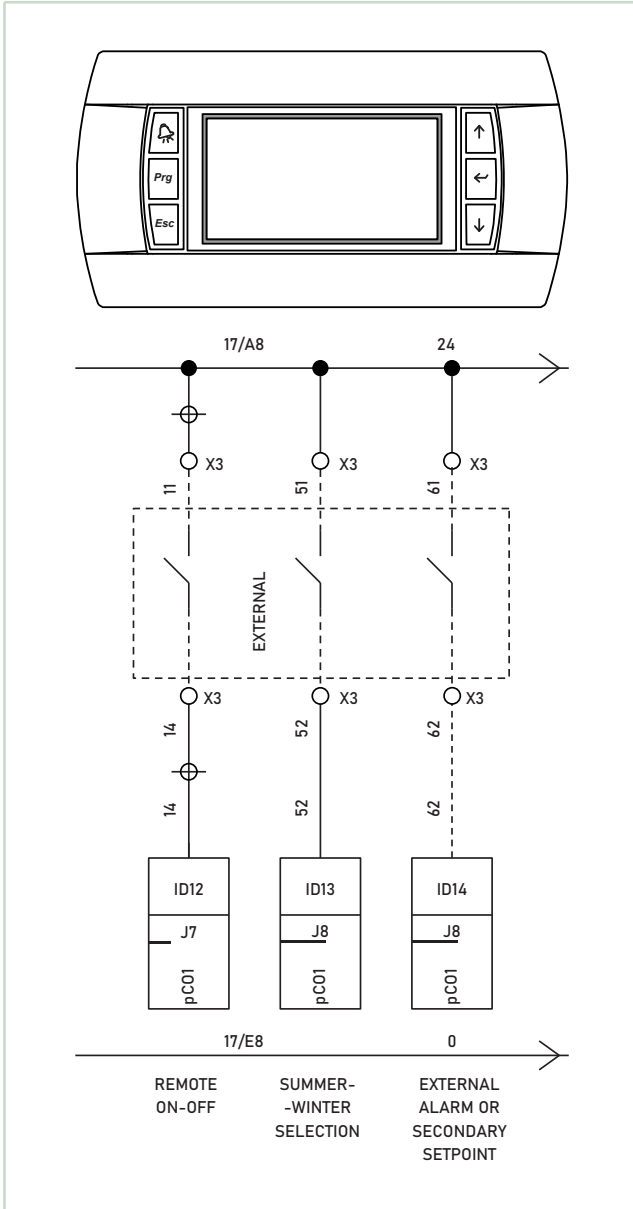 Prg
Esc
17/A8 24
X3 X3 X3
11 51 61
EXTERNAL
X3 X3 X3
14 52 62
14 52 62
ID12 ID13 ID14
J7 J8 J8
pCO1 pCO1 pCO1
17/E8 0
REMOTE
ON-OFF
SUMMER-
-WINTER
SELECTION
EXTERNAL
ALARM OR
SECONDARY
SETPOINT